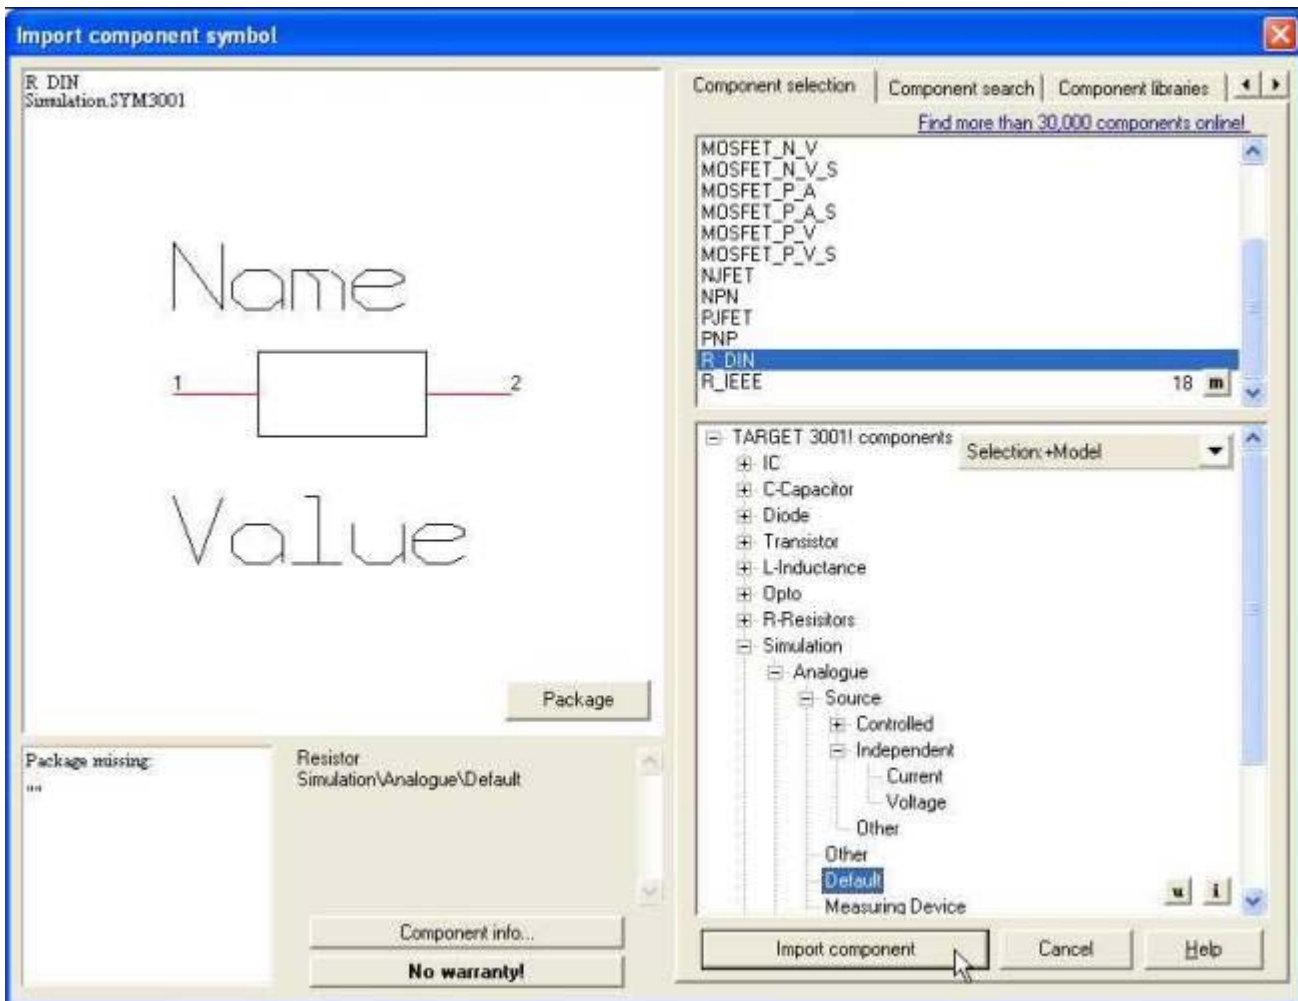 Import component symbol
R_DIN
Simulation.SYM3001
Name
1 2
Value
Package
Package missing:
""
Resistor
Simulation\Analogue\Default
Component info...
No warranty!
Component selection Component search Component libraries
Find more than 30,000 components online!
MOSFET_N_V
MOSFET_N_V_S
MOSFET_P_A
MOSFET_P_A_S
MOSFET_P_V
MOSFET_P_V_S
NJFET
NPN
PJFET
PNP
R_DIN
R_IEEE 18 m
TARGET 3001! components
Selection:+Model
IC
C-Capacitor
Diode
Transistor
L-Inductance
Opto
R-Resisitors
Simulation
Analogue
Source
Controlled
Independent
Current
Voltage
Other
Other
Default
u i
Measuring Device
Import component Cancel Help